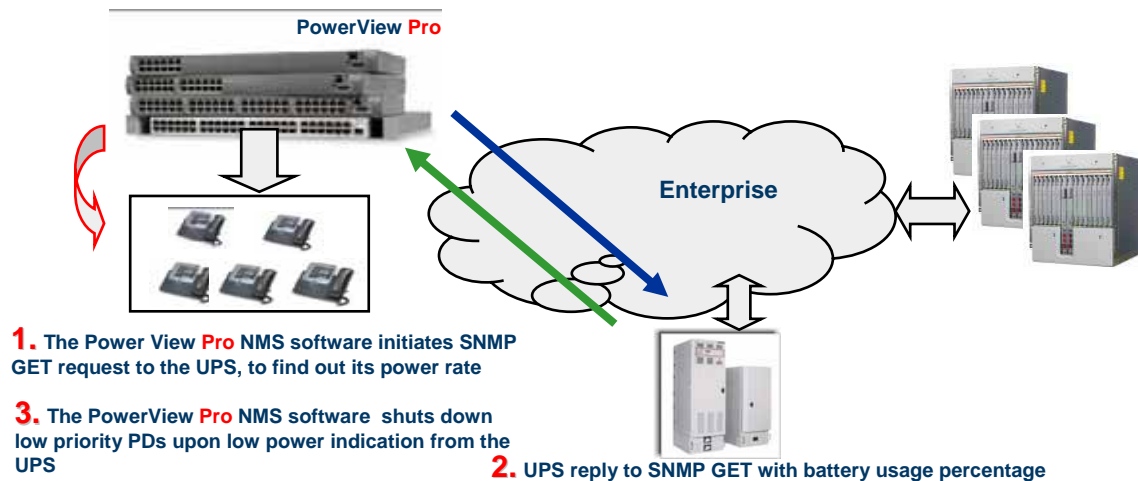 PowerView Pro
Enterprise
1. The Power View Pro NMS software initiates SNMP
GET request to the UPS, to find out its power rate
3. The PowerView Pro NMS software shuts down
low priority PDs upon low power indication from the
UPS
2. UPS reply to SNMP GET with battery usage percentage